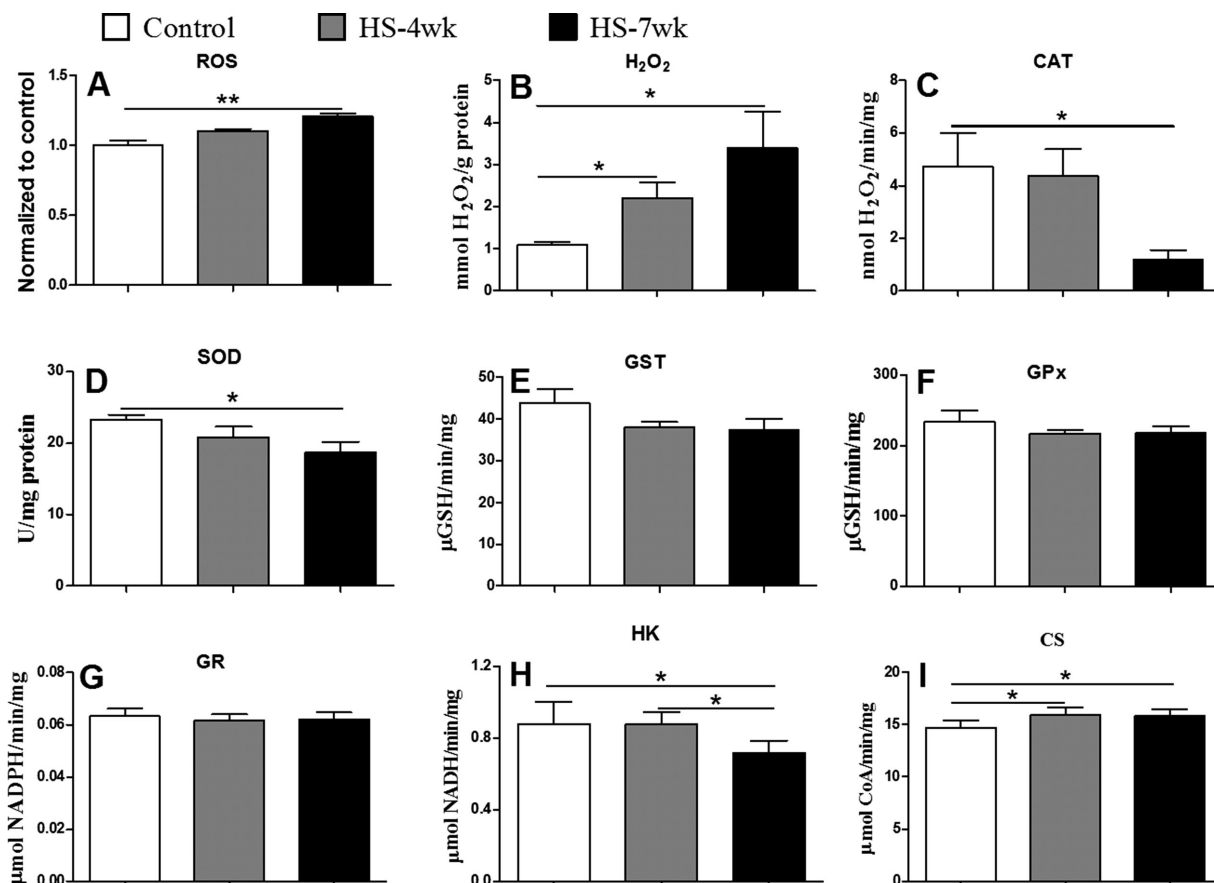 Control HS-4wk HS-7wk
A
ROS
Normalized to control
1.5
1.0
0.5
0.0
**
B
H₂O₂
mmol H₂O₂/g protein
5
4
3
2
1
0
*
*
C
CAT
nmol H₂O₂/min/mg
8
6
4
2
0
*
D
SOD
U/mg protein
30
20
10
0
*
E
GST
µGSH/min/mg
50
40
30
20
10
0
F
GPx
µGSH/min/mg
300
200
100
0
G
GR
µmol NADPH/min/mg
0.08
0.06
0.04
0.02
0.00
H
HK
µmol NADH/min/mg
1.2
0.8
0.4
0.0
*
*
I
CS
µmol CoA/min/mg
20
15
10
5
0
*
*